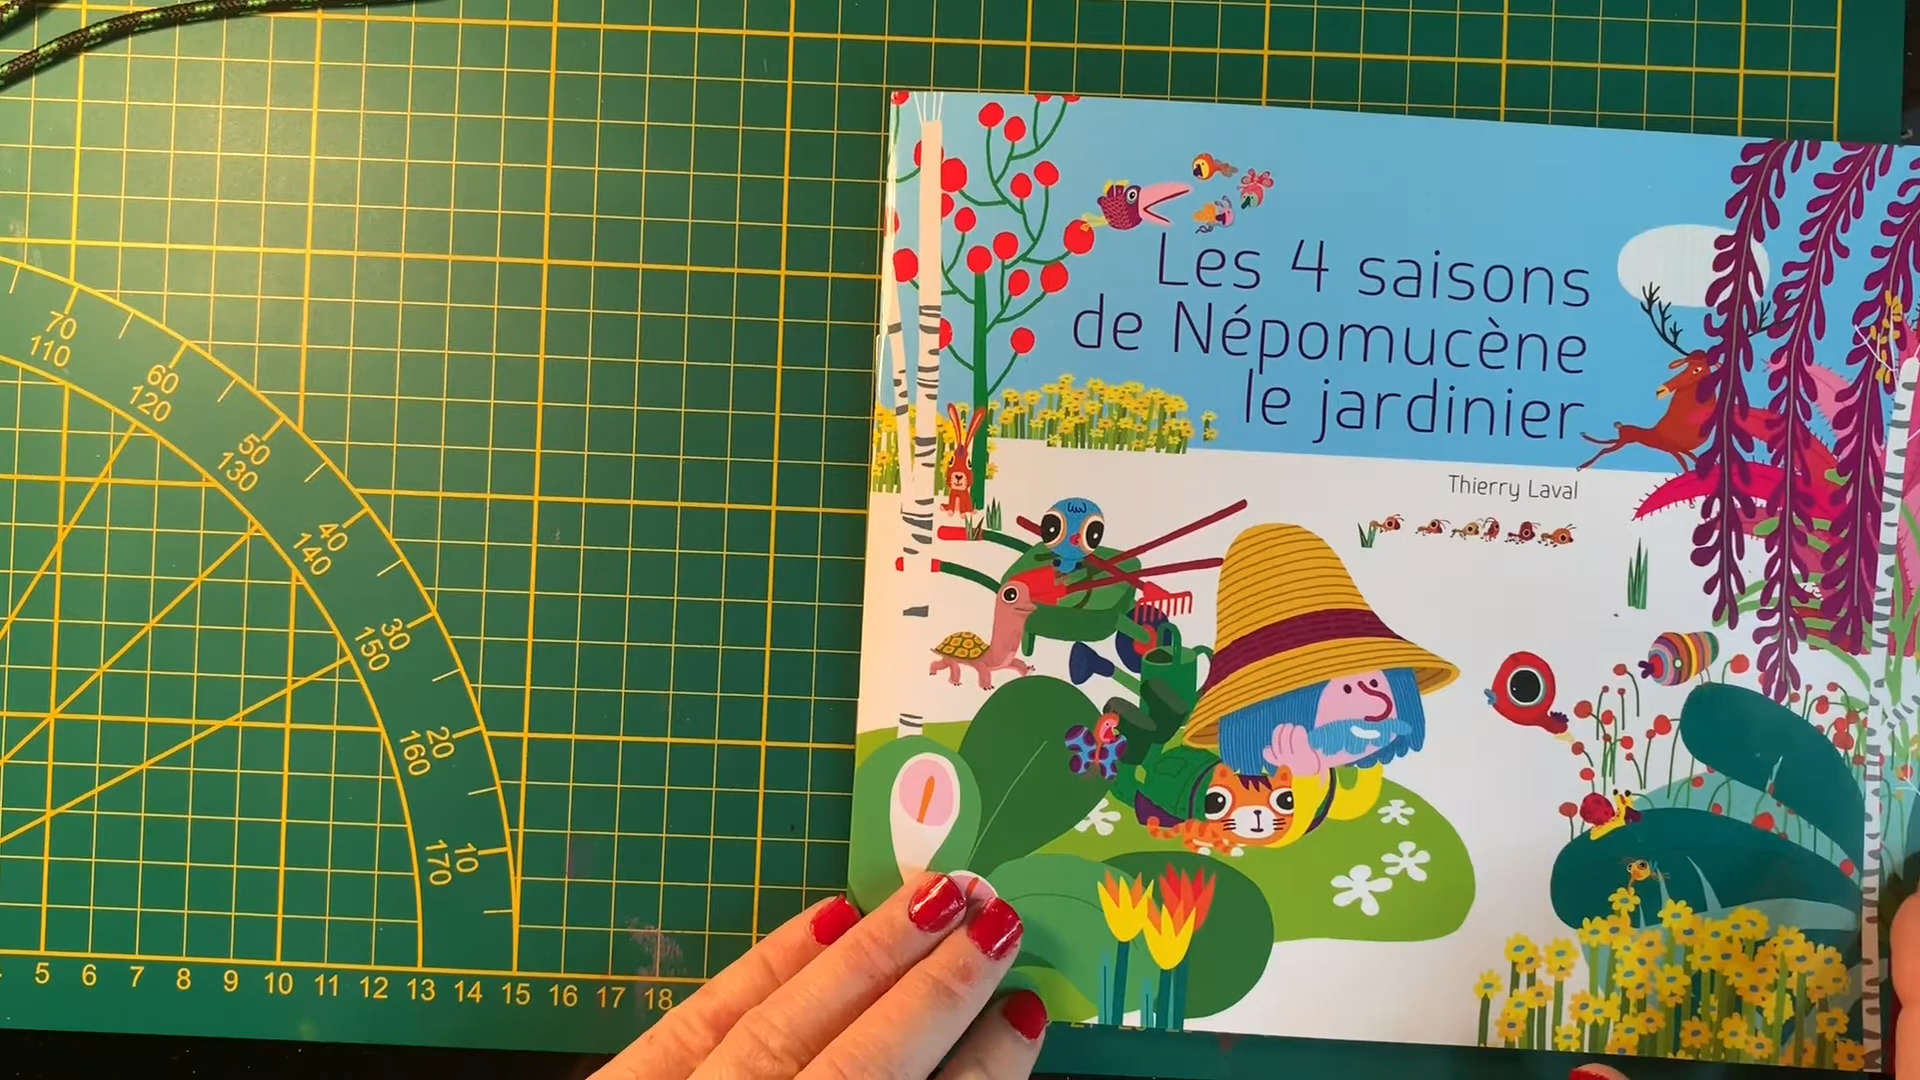 Les 4 saisons
de Népomucène
le jardinier
Thierry Laval
70
110
60
120
50
130
40
140
30
150
20
160
10
170
5 6 7 8 9 10 11 12 13 14 15 16 17 18